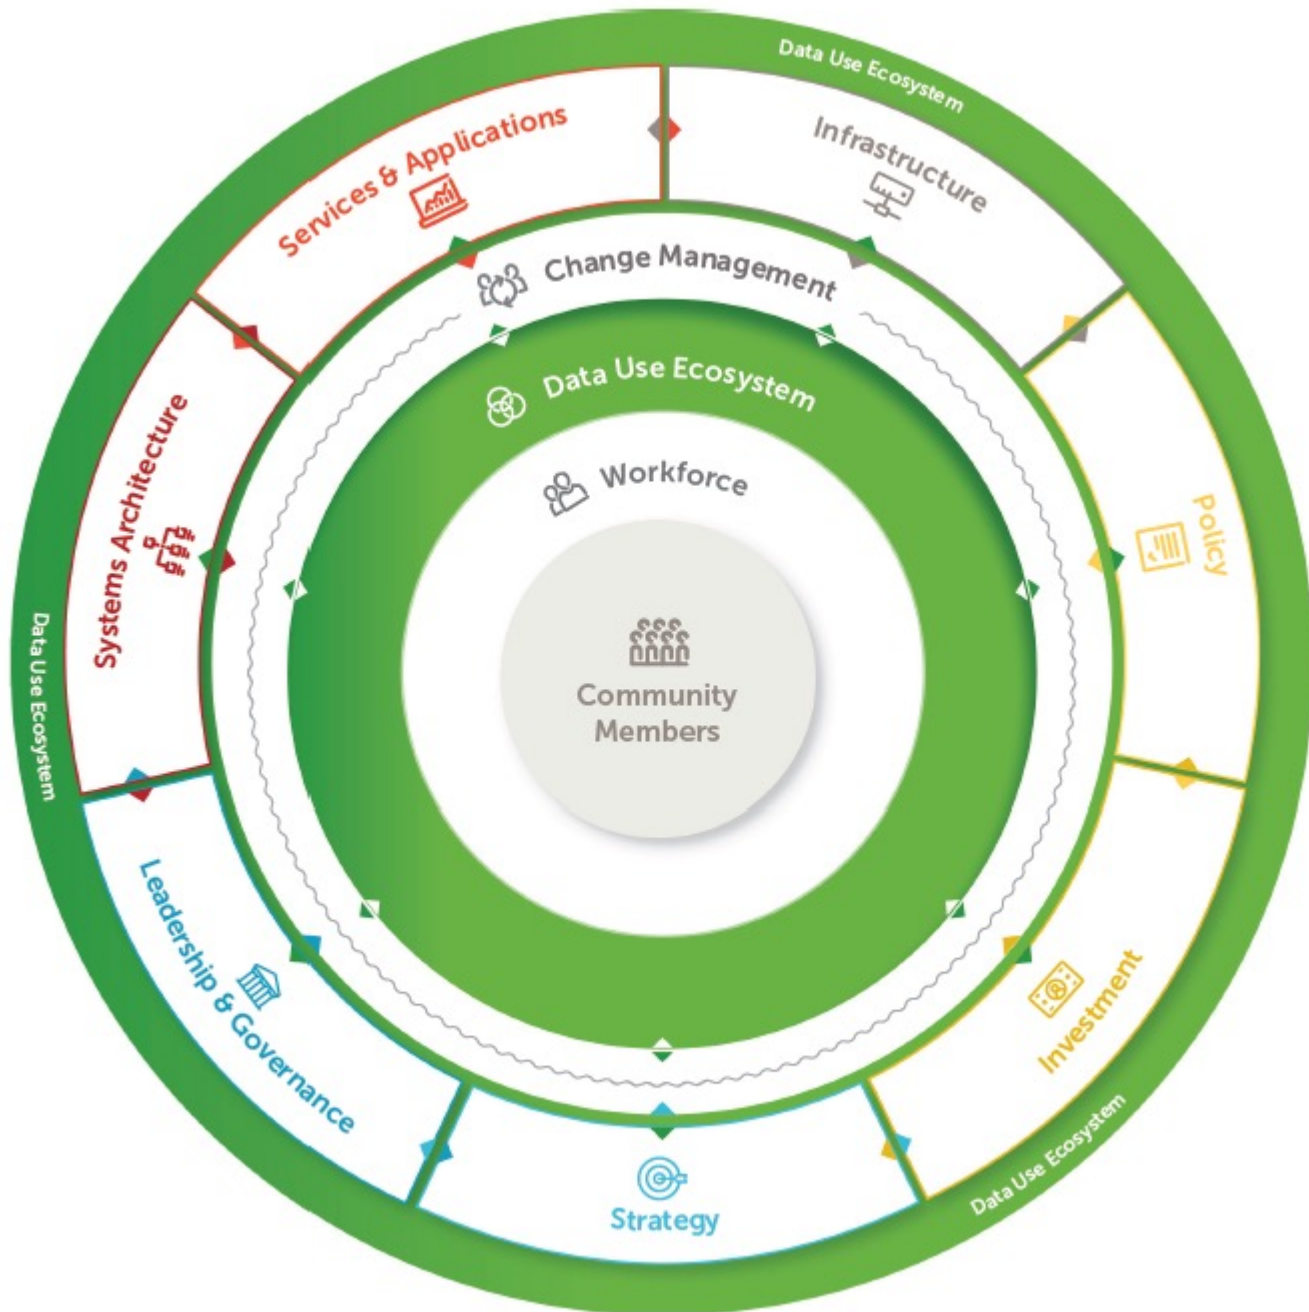 Data Use Ecosystem
Services & Applications
Infrastructure
Change Management
Data Use Ecosystem
Workforce
Systems Architecture
Policy
Community
Members
Data Use Ecosystem
Leadership & Governance
Investment
Strategy
Data Use Ecosystem